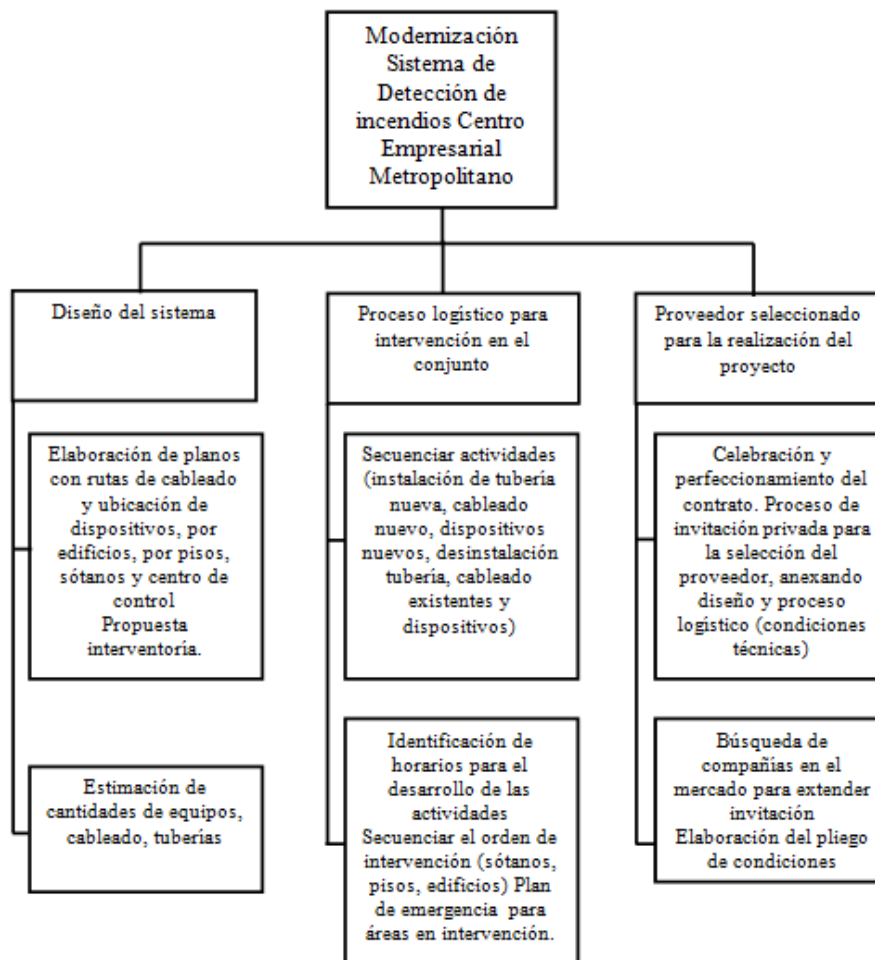 Modernización
Sistema de
Detección de
incendios Centro
Empresarial
Metropolitano
Diseño del sistema
Proceso logístico para
intervención en el
conjunto
Proveedor seleccionado
para la realización del
proyecto
Elaboración de planos
con rutas de cableado
y ubicación de
dispositivos, por
edificios, por pisos,
sótanos y centro de
control
Propuesta
interventoría.
Secuenciar actividades
(instalación de tubería
nueva, cableado
nuevo, dispositivos
nuevos, desinstalación
tubería, cableado
existentes y
dispositivos)
Celebración y
perfeccionamiento del
contrato. Proceso de
invitación privada para
la selección del
proveedor, anexando
diseño y proceso
logístico (condiciones
técnicas)
Estimación de
cantidades de equipos,
cableado, tuberías
Identificación de
horarios para el
desarrollo de las
actividades
Secuenciar el orden de
intervención (sótanos,
pisos, edificios) Plan
de emergencia para
áreas en intervención.
Búsqueda de
compañías en el
mercado para extender
invitación
Elaboración del pliego
de condiciones